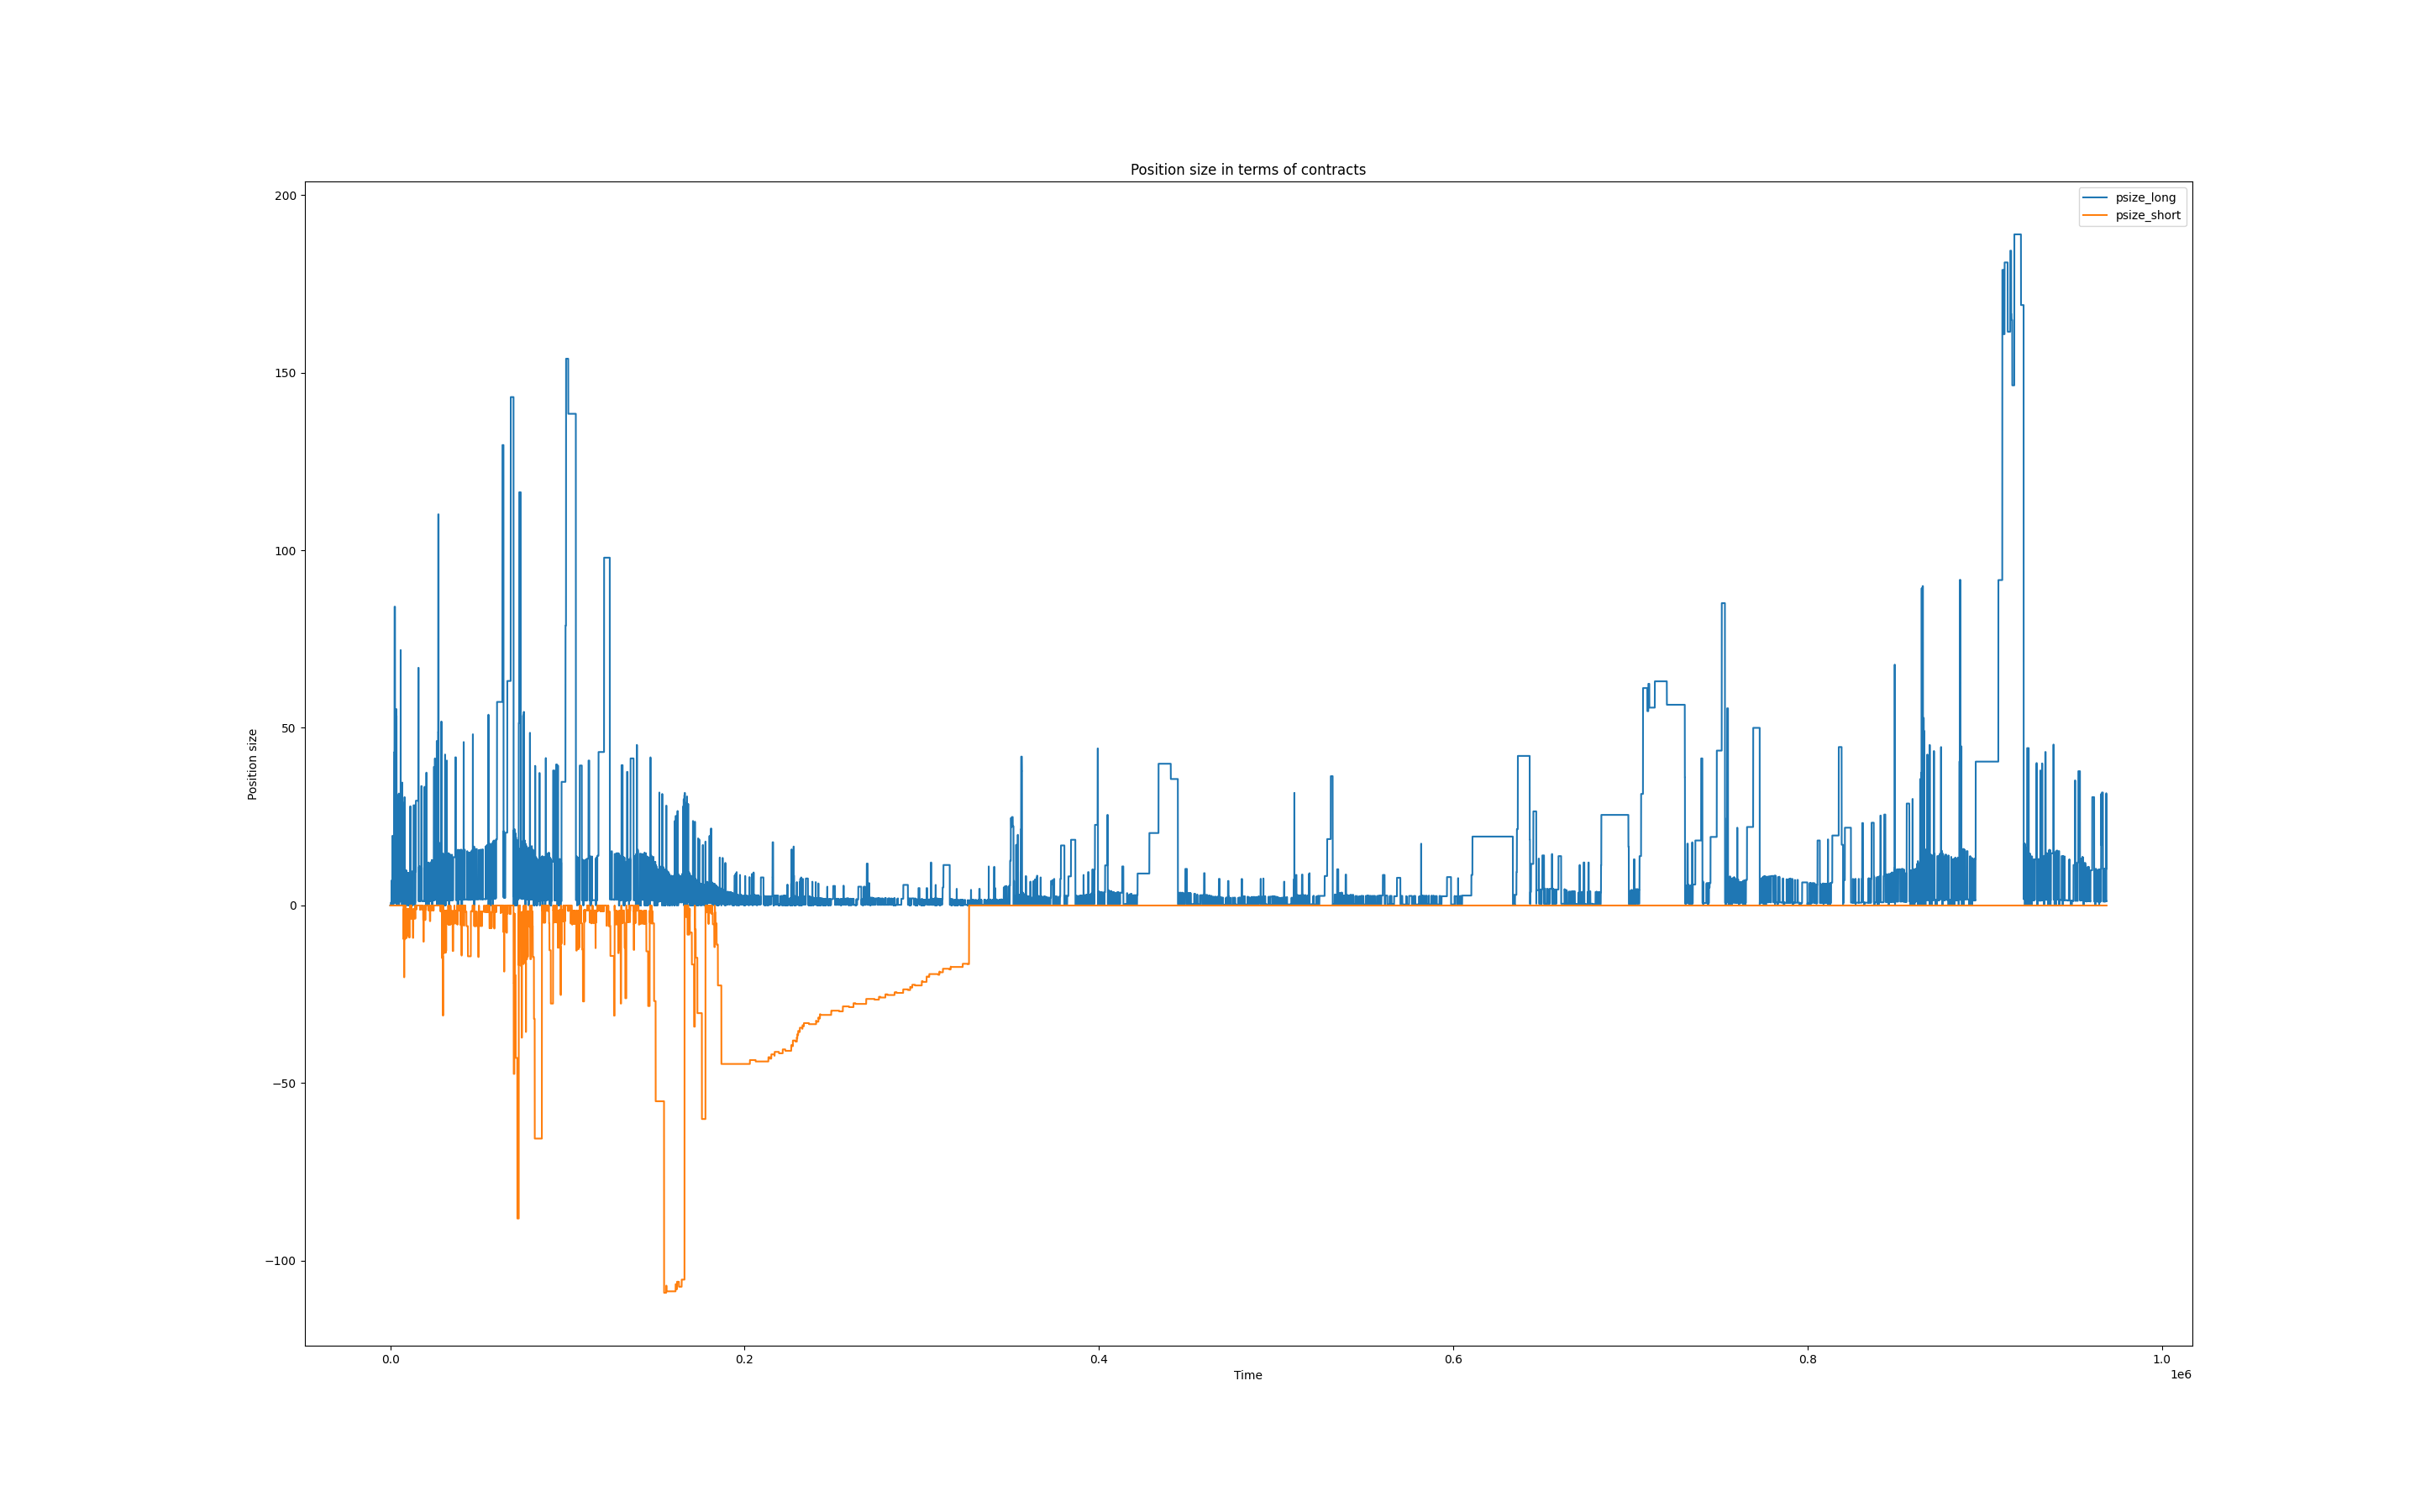 Position size in terms of contracts
psize_long
psize_short
200
150
100
50
0
−50
−100
Position size
0.0
0.2
0.4
0.6
0.8
1.0
1e6
Time